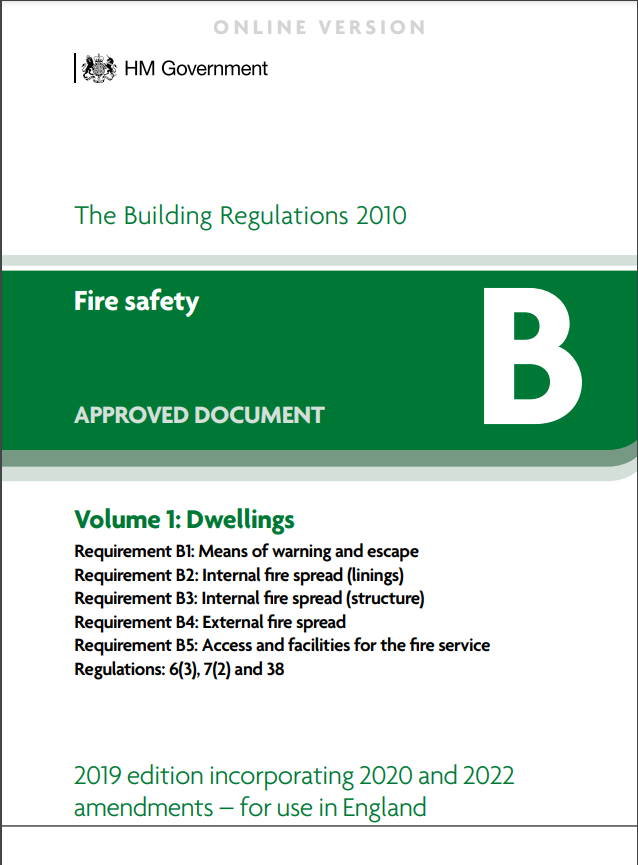 ONLINE VERSION
HM Government
The Building Regulations 2010
Fire safety
B
APPROVED DOCUMENT
Volume 1: Dwellings
Requirement B1: Means of warning and escape
Requirement B2: Internal fire spread (linings)
Requirement B3: Internal fire spread (structure)
Requirement B4: External fire spread
Requirement B5: Access and facilities for the fire service
Regulations: 6(3), 7(2) and 38
2019 edition incorporating 2020 and 2022
amendments – for use in England